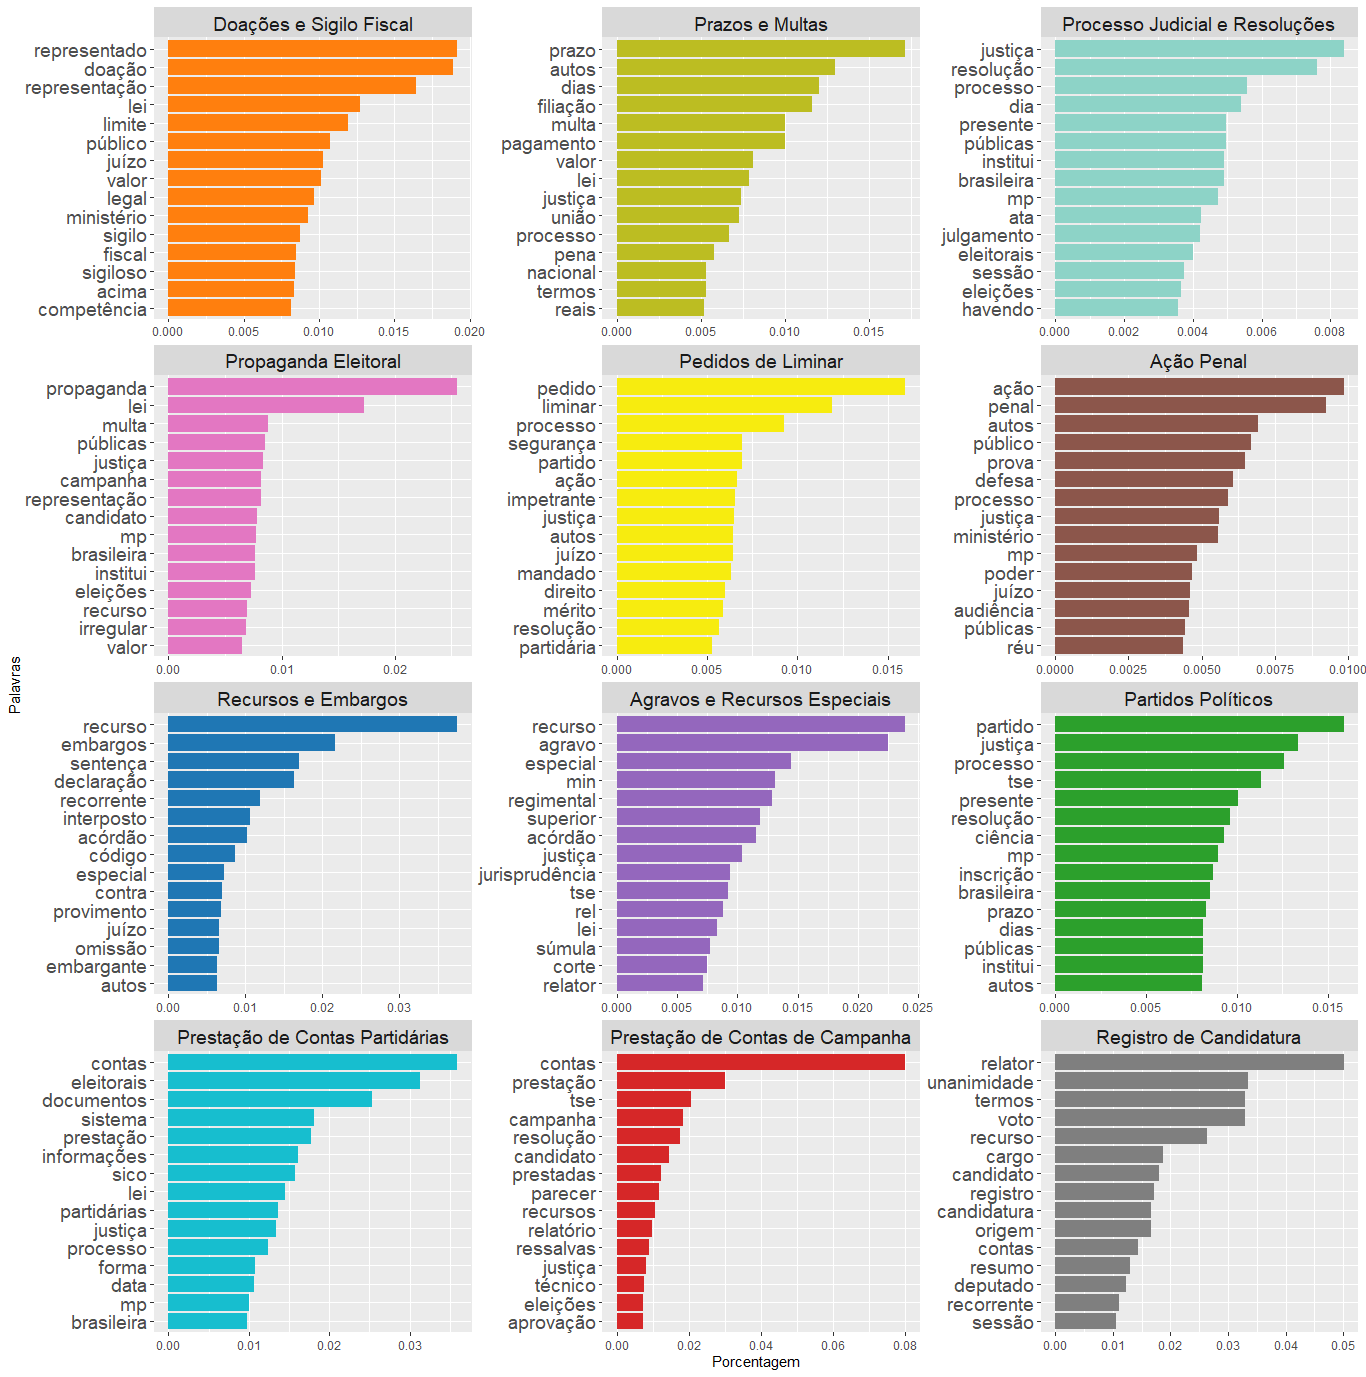 Doações e Sigilo Fiscal
representado
doação
representação
lei
limite
público
juízo
valor
legal
ministério
sigilo
fiscal
sigiloso
acima
competência
0.000 0.005 0.010 0.015 0.020
Prazos e Multas
prazo
autos
dias
filiação
multa
pagamento
valor
lei
justiça
união
processo
pena
nacional
termos
reais
0.000 0.005 0.010 0.015
Processo Judicial e Resoluções
justiça
resolução
processo
dia
presente
públicas
institui
brasileira
mp
ata
julgamento
eleitorais
sessão
eleições
havendo
0.000 0.002 0.004 0.006 0.008
Propaganda Eleitoral
propaganda
lei
multa
públicas
justiça
campanha
representação
candidato
mp
brasileira
institui
eleições
recurso
irregular
valor
0.00 0.01 0.02
Pedidos de Liminar
pedido
liminar
processo
segurança
partido
ação
impetrante
justiça
autos
juízo
mandado
direito
mérito
resolução
partidária
0.000 0.005 0.010 0.015
Ação Penal
ação
penal
autos
público
prova
defesa
processo
justiça
ministério
mp
poder
juízo
audiência
públicas
réu
0.0000 0.0025 0.0050 0.0075 0.0100
Palavras
Recursos e Embargos
recurso
embargos
sentença
declaração
recorrente
interposto
acórdão
código
especial
contra
provimento
juízo
omissão
embargante
autos
0.00 0.01 0.02 0.03
Agravos e Recursos Especiais
recurso
agravo
especial
min
regimental
superior
acórdão
justiça
jurisprudência
tse
rel
lei
súmula
corte
relator
0.000 0.005 0.010 0.015 0.020 0.025
Partidos Políticos
partido
justiça
processo
tse
presente
resolução
ciência
mp
inscrição
brasileira
prazo
dias
públicas
institui
autos
0.000 0.005 0.010 0.015
Prestação de Contas Partidárias
contas
eleitorais
documentos
sistema
prestação
informações
sico
lei
partidárias
justiça
processo
forma
data
mp
brasileira
0.00 0.01 0.02 0.03
Prestação de Contas de Campanha
contas
prestação
tse
campanha
resolução
candidato
prestadas
parecer
recursos
relatório
ressalvas
justiça
técnico
eleições
aprovação
0.00 0.02 0.04 0.06 0.08
Registro de Candidatura
relator
unanimidade
termos
voto
recurso
cargo
candidato
registro
candidatura
origem
contas
resumo
deputado
recorrente
sessão
0.00 0.01 0.02 0.03 0.04 0.05
Porcentagem